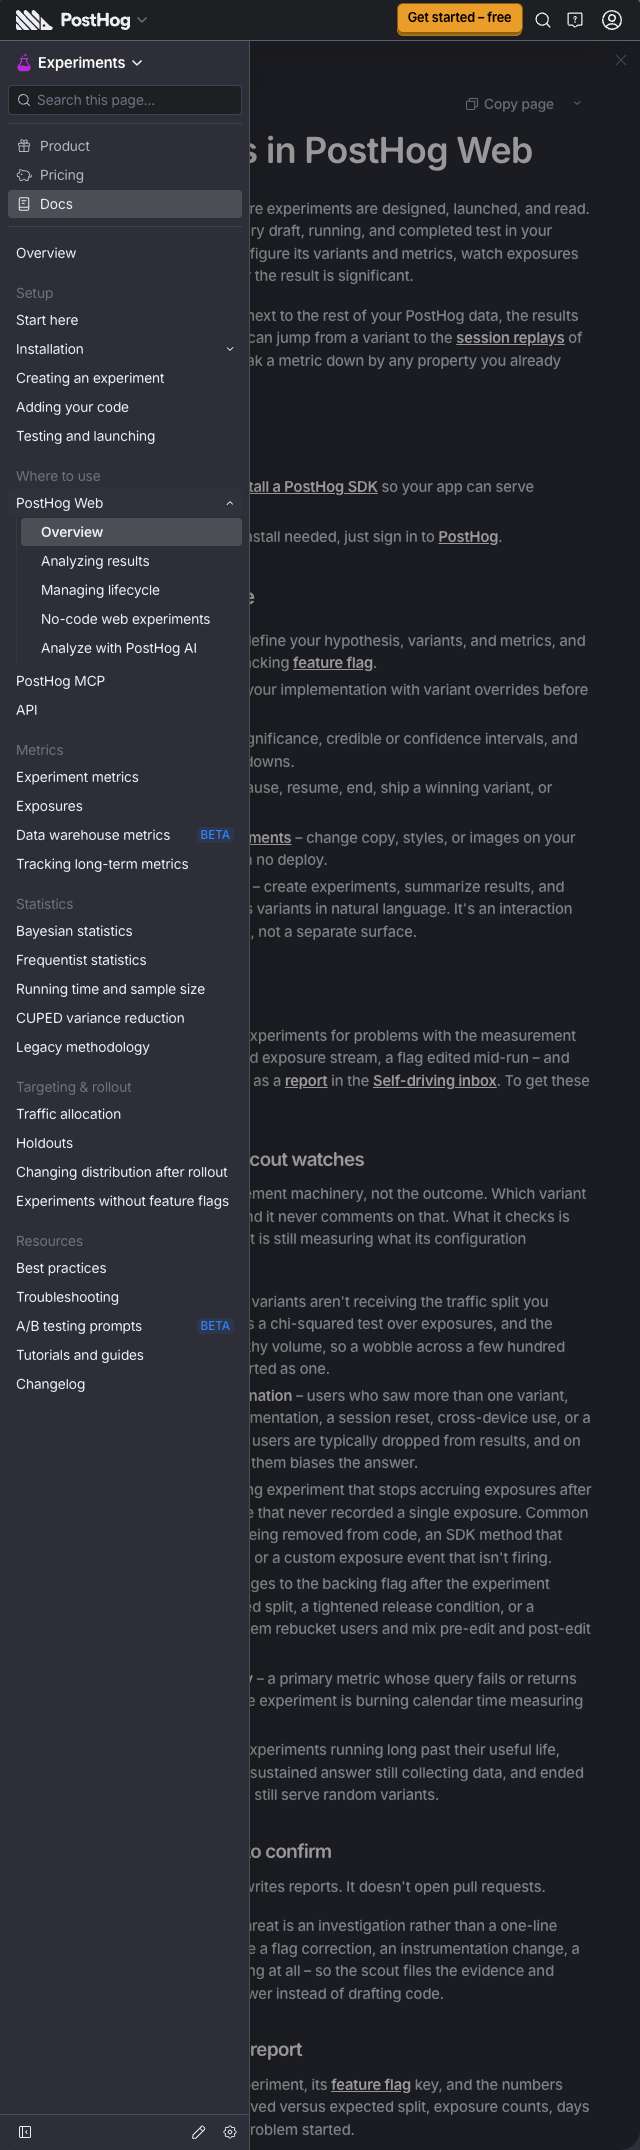 PostHog
Get started – free
Experiments
Search this page...
Product
Pricing
Docs
Overview
Setup
Start here
Installation
Creating an experiment
Adding your code
Testing and launching
Where to use
PostHog Web
Overview
Analyzing results
Managing lifecycle
No-code web experiments
Analyze with PostHog AI
PostHog MCP
API
Metrics
Experiment metrics
Exposures
Data warehouse metrics BETA
Tracking long-term metrics
Statistics
Bayesian statistics
Frequentist statistics
Running time and sample size
CUPED variance reduction
Legacy methodology
Targeting & rollout
Traffic allocation
Holdouts
Changing distribution after rollout
Experiments without feature flags
Resources
Best practices
Troubleshooting
A/B testing prompts BETA
Tutorials and guides
Changelog
Copy page
s in PostHog Web
re experiments are designed, launched, and read.
ry draft, running, and completed test in your
figure its variants and metrics, watch exposures
the result is significant.
next to the rest of your PostHog data, the results
can jump from a variant to the session replays of
ak a metric down by any property you already
tall a PostHog SDK so your app can serve
nstall needed, just sign in to PostHog.
e
define your hypothesis, variants, and metrics, and
cking feature flag.
your implementation with variant overrides before
gnificance, credible or confidence intervals, and
downs.
ause, resume, end, ship a winning variant, or
ments – change copy, styles, or images on your
no deploy.
– create experiments, summarize results, and
s variants in natural language. It's an interaction
, not a separate surface.
xperiments for problems with the measurement
d exposure stream, a flag edited mid-run – and
as a report in the Self-driving inbox. To get these
cout watches
ement machinery, not the outcome. Which variant
nd it never comments on that. What it checks is
t is still measuring what its configuration
variants aren't receiving the traffic split you
s a chi-squared test over exposures, and the
thy volume, so a wobble across a few hundred
rted as one.
nation – users who saw more than one variant,
mentation, a session reset, cross-device use, or a
users are typically dropped from results, and on
them biases the answer.
ng experiment that stops accruing exposures after
e that never recorded a single exposure. Common
eing removed from code, an SDK method that
or a custom exposure event that isn't firing.
ges to the backing flag after the experiment
ed split, a tightened release condition, or a
em rebucket users and mix pre-edit and post-edit
y – a primary metric whose query fails or returns
e experiment is burning calendar time measuring
xperiments running long past their useful life,
sustained answer still collecting data, and ended
still serve random variants.
to confirm
writes reports. It doesn't open pull requests.
hreat is an investigation rather than a one-line
e a flag correction, an instrumentation change, a
ng at all – so the scout files the evidence and
wer instead of drafting code.
report
periment, its feature flag key, and the numbers
ved versus expected split, exposure counts, days
roblem started.